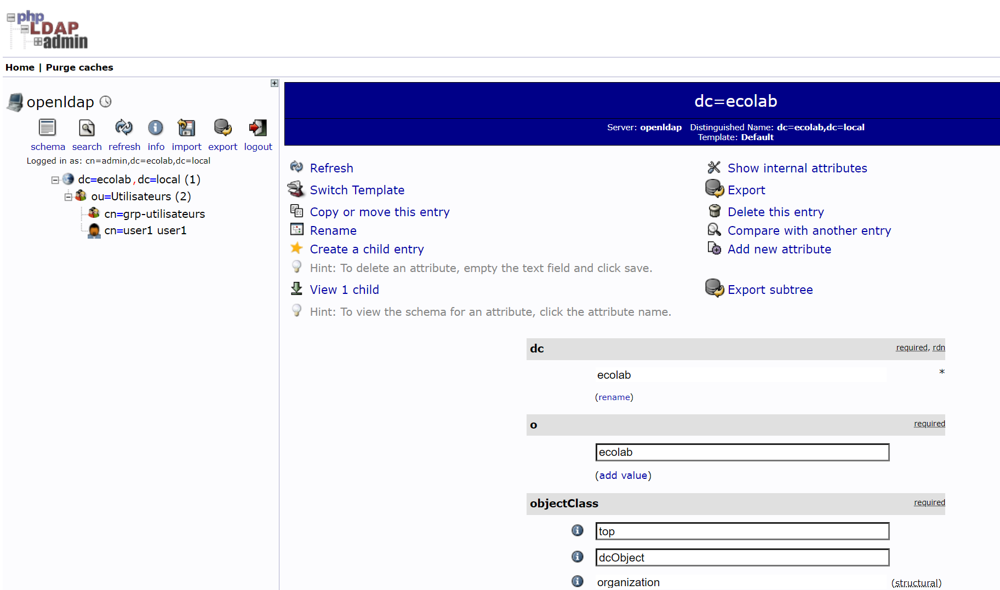 php
LDAP
admin
Home | Purge caches
openldap
schema search refresh info import export logout
Logged in as: cn=admin,dc=ecolab,dc=local
dc=ecolab,dc=local (1)
ou=Utilisateurs (2)
cn=grp-utilisateurs
cn=user1 user1
dc=ecolab
Server: openldap Distinguished Name: dc=ecolab,dc=local
Template: Default
Refresh Show internal attributes
Switch Template Export
Copy or move this entry Delete this entry
Rename Compare with another entry
Create a child entry Add new attribute
Hint: To delete an attribute, empty the text field and click save.
View 1 child Export subtree
Hint: To view the schema for an attribute, click the attribute name.
dc required, rdn
ecolab *
(rename)
o required
ecolab
(add value)
objectClass required
top
dcObject
organization (structural)